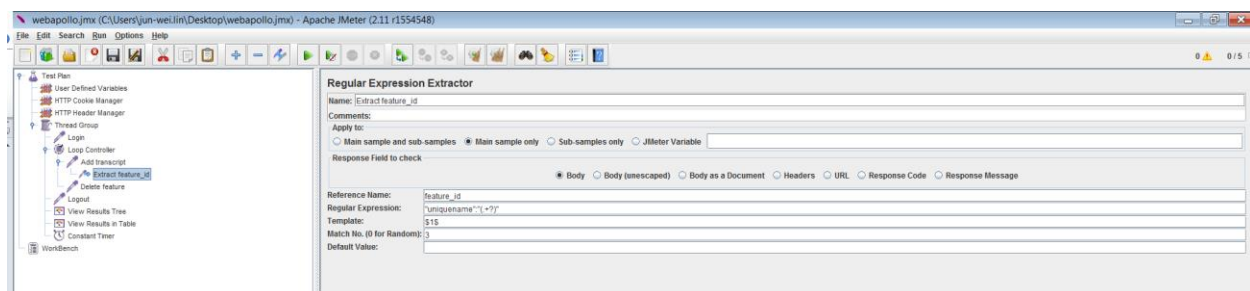 webapollo.jmx (C:\Users\jun-wei.lin\Desktop\webapollo.jmx) - Apache JMeter (2.11 r1554548)
File Edit Search Run Options Help
0 0/5
Test Plan
User Defined Variables
HTTP Cookie Manager
HTTP Header Manager
Thread Group
Login
Loop Controller
Add transcript
Extract feature_id
Delete feature
Logout
View Results Tree
View Results in Table
Constant Timer
WorkBench
Regular Expression Extractor
Name: Extract feature_id
Comments:
Apply to:
Main sample and sub-samples Main sample only Sub-samples only JMeter Variable
Response Field to check
Body Body (unescaped) Body as a Document Headers URL Response Code Response Message
Reference Name: feature_id
Regular Expression: "uniquename":"(.+?)"
Template: $1$
Match No. (0 for Random): 3
Default Value: